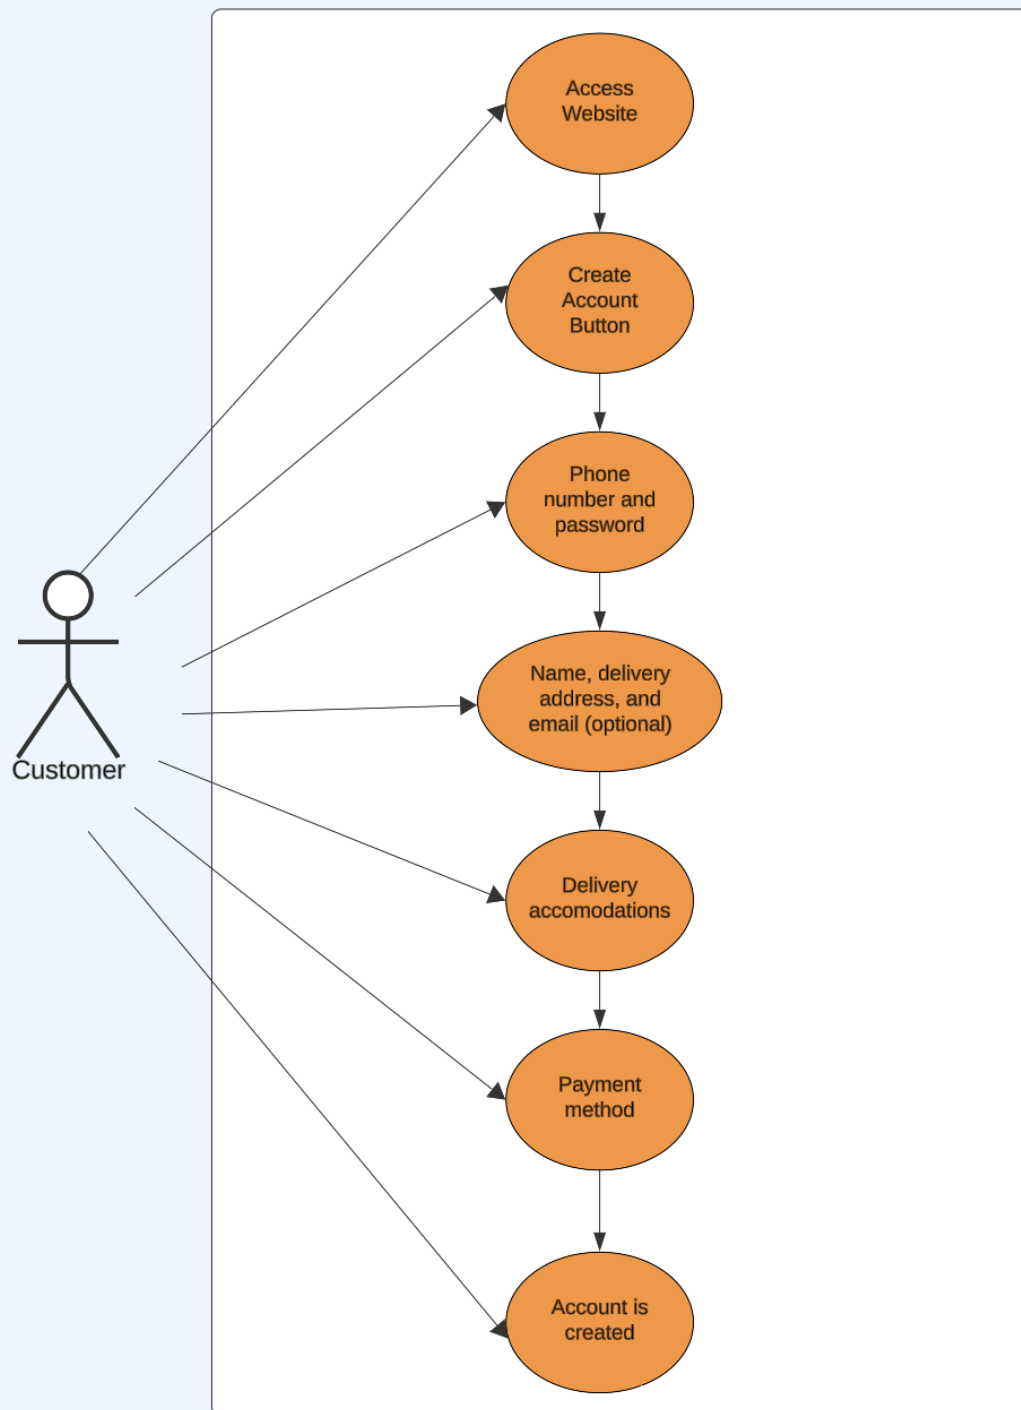 Access
Website
Create
Account
Button
Phone
number and
password
Name, delivery
address, and
email (optional)
Customer
Delivery
accomodations
Payment
method
Account is
created